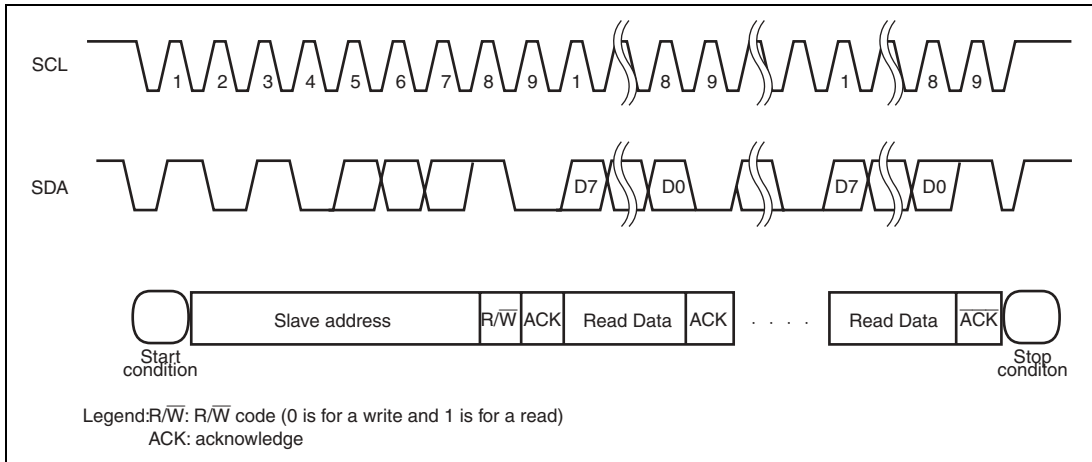 SCL
1 2 3 4 5 6 7 8 9 1 8 9 1 8 9
SDA
D7 D0 D7 D0
Slave address R/W̅ ACK Read Data ACK . . . . Read Data A̅C̅K̅
Start
condition
Stop
conditon
Legend:R/W̅: R/W̅ code (0 is for a write and 1 is for a read)
ACK: acknowledge